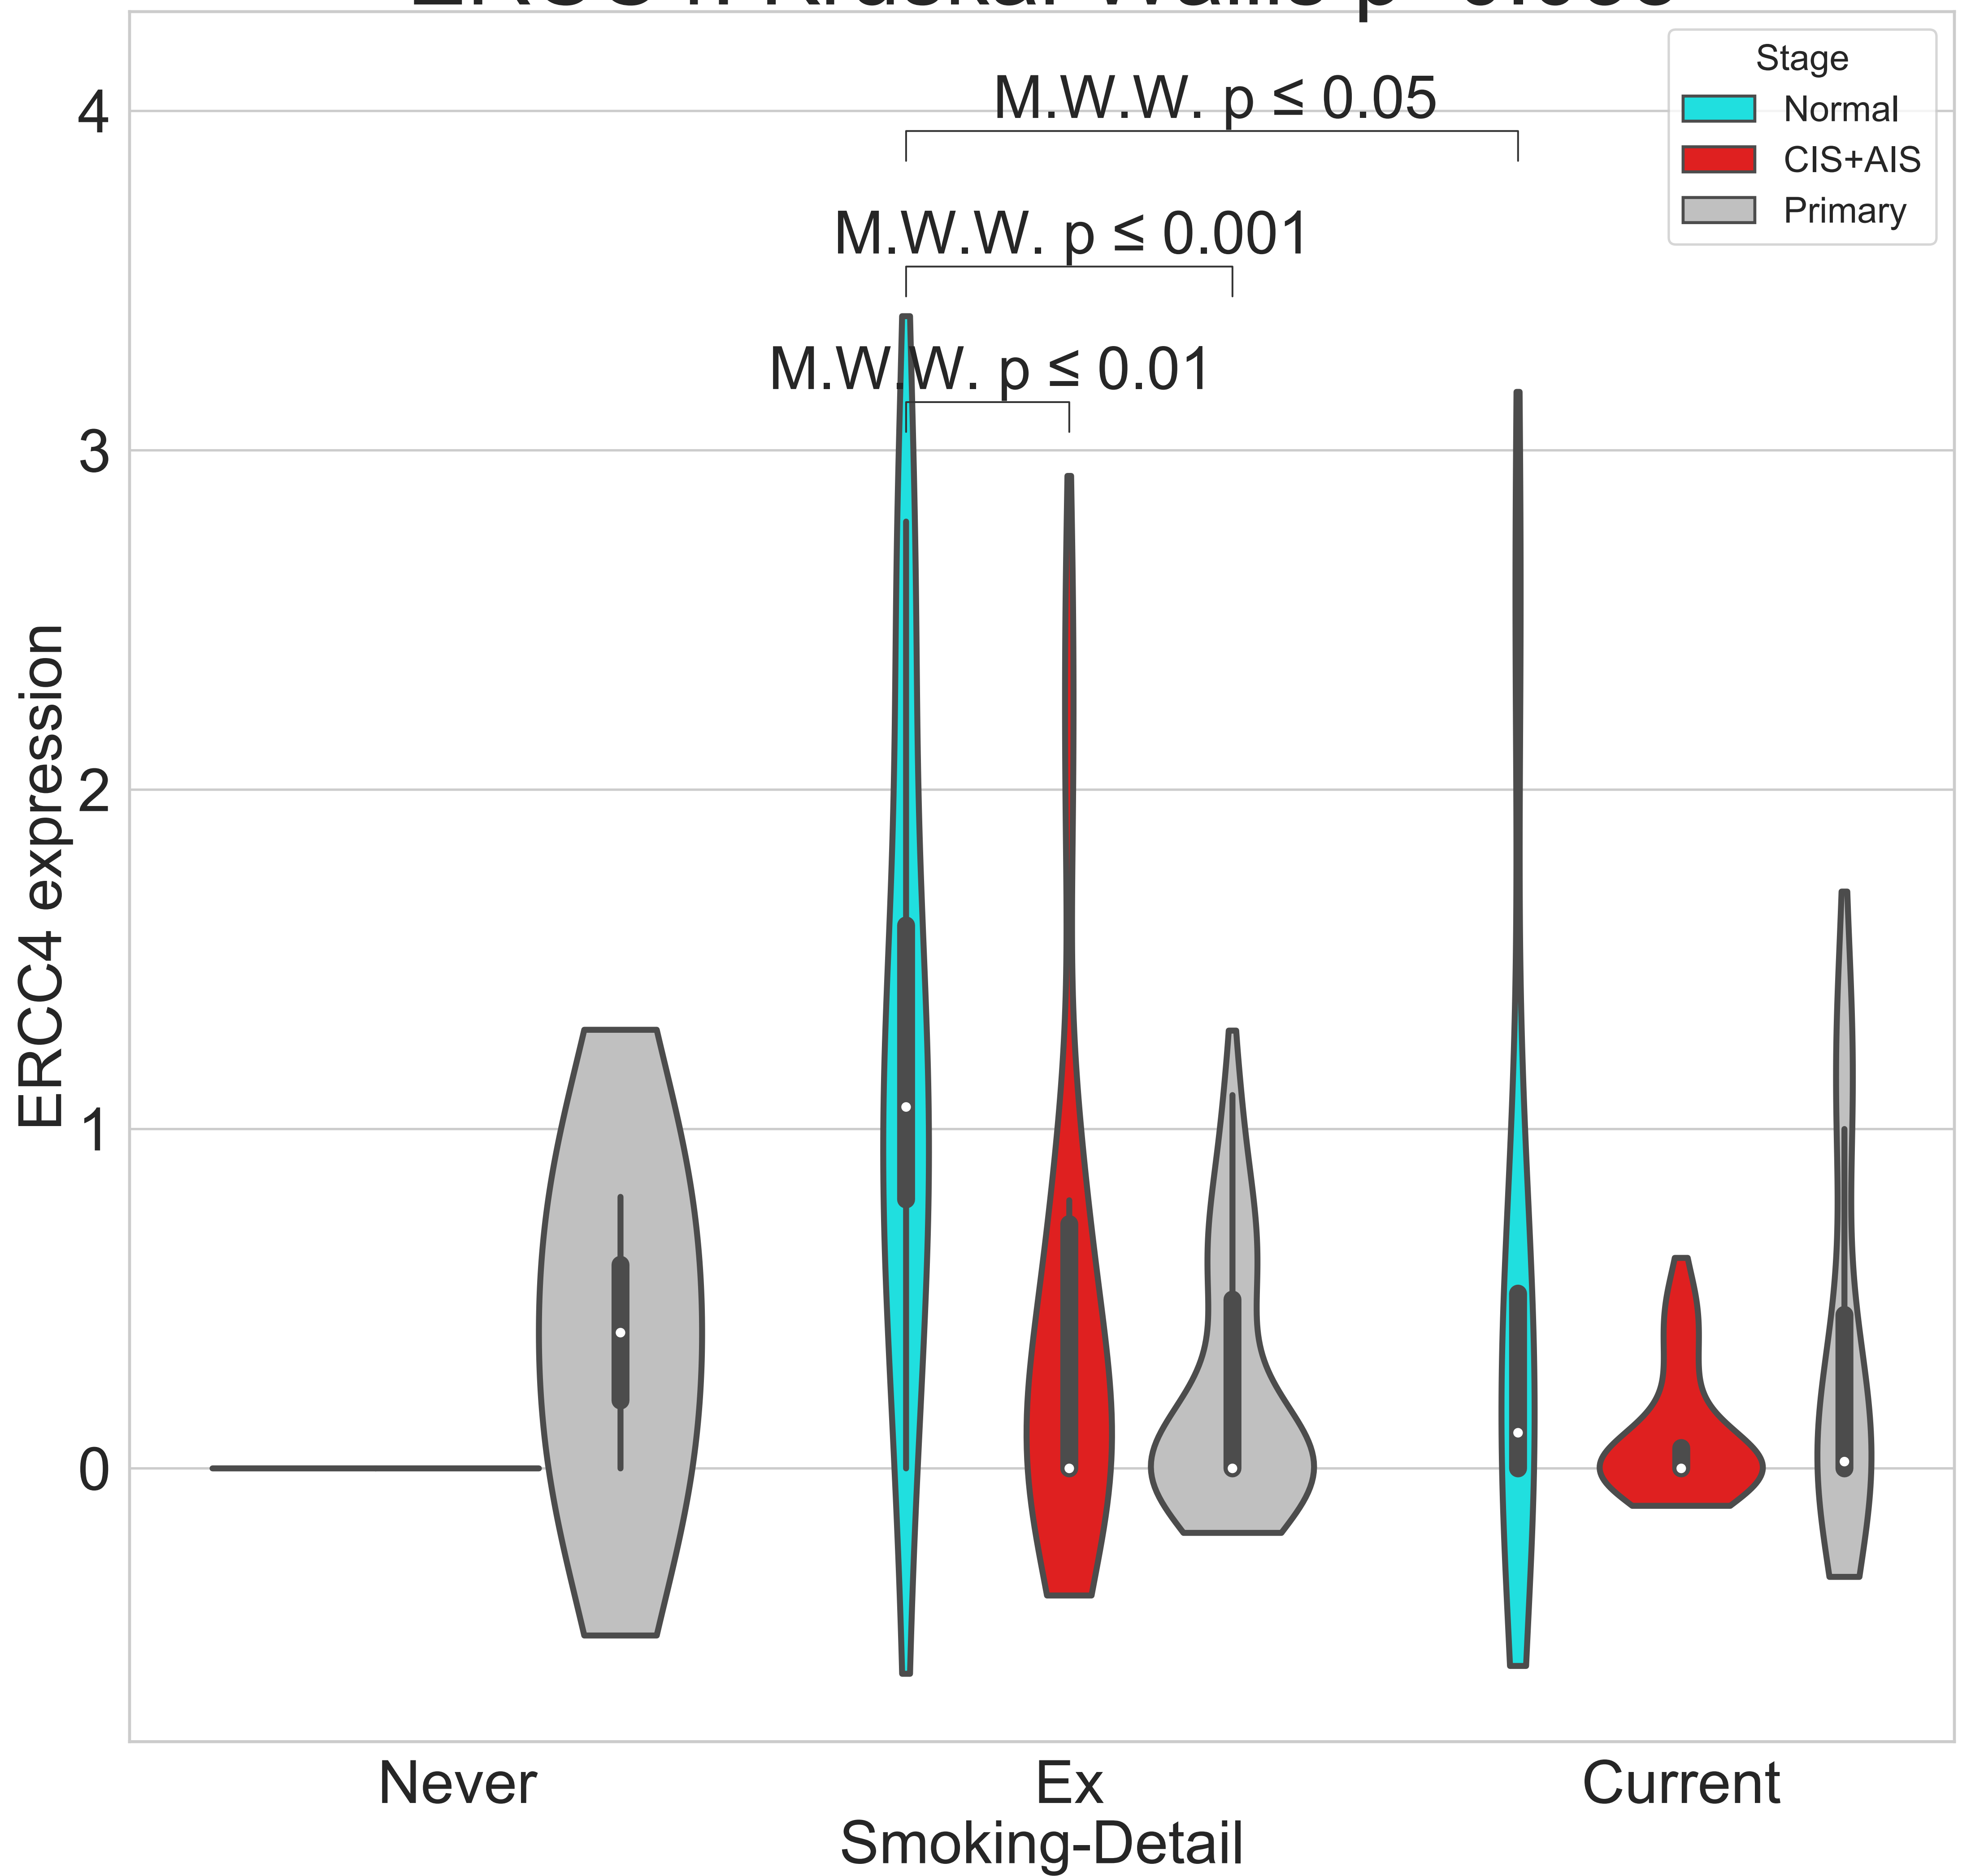 Stage
Normal
CIS+AIS
Primary
M.W.W. p ≤ 0.05
M.W.W. p ≤ 0.001
M.W.W. p ≤ 0.01
4
3
2
1
0
ERCC4 expression
Never
Ex
Current
Smoking-Detail